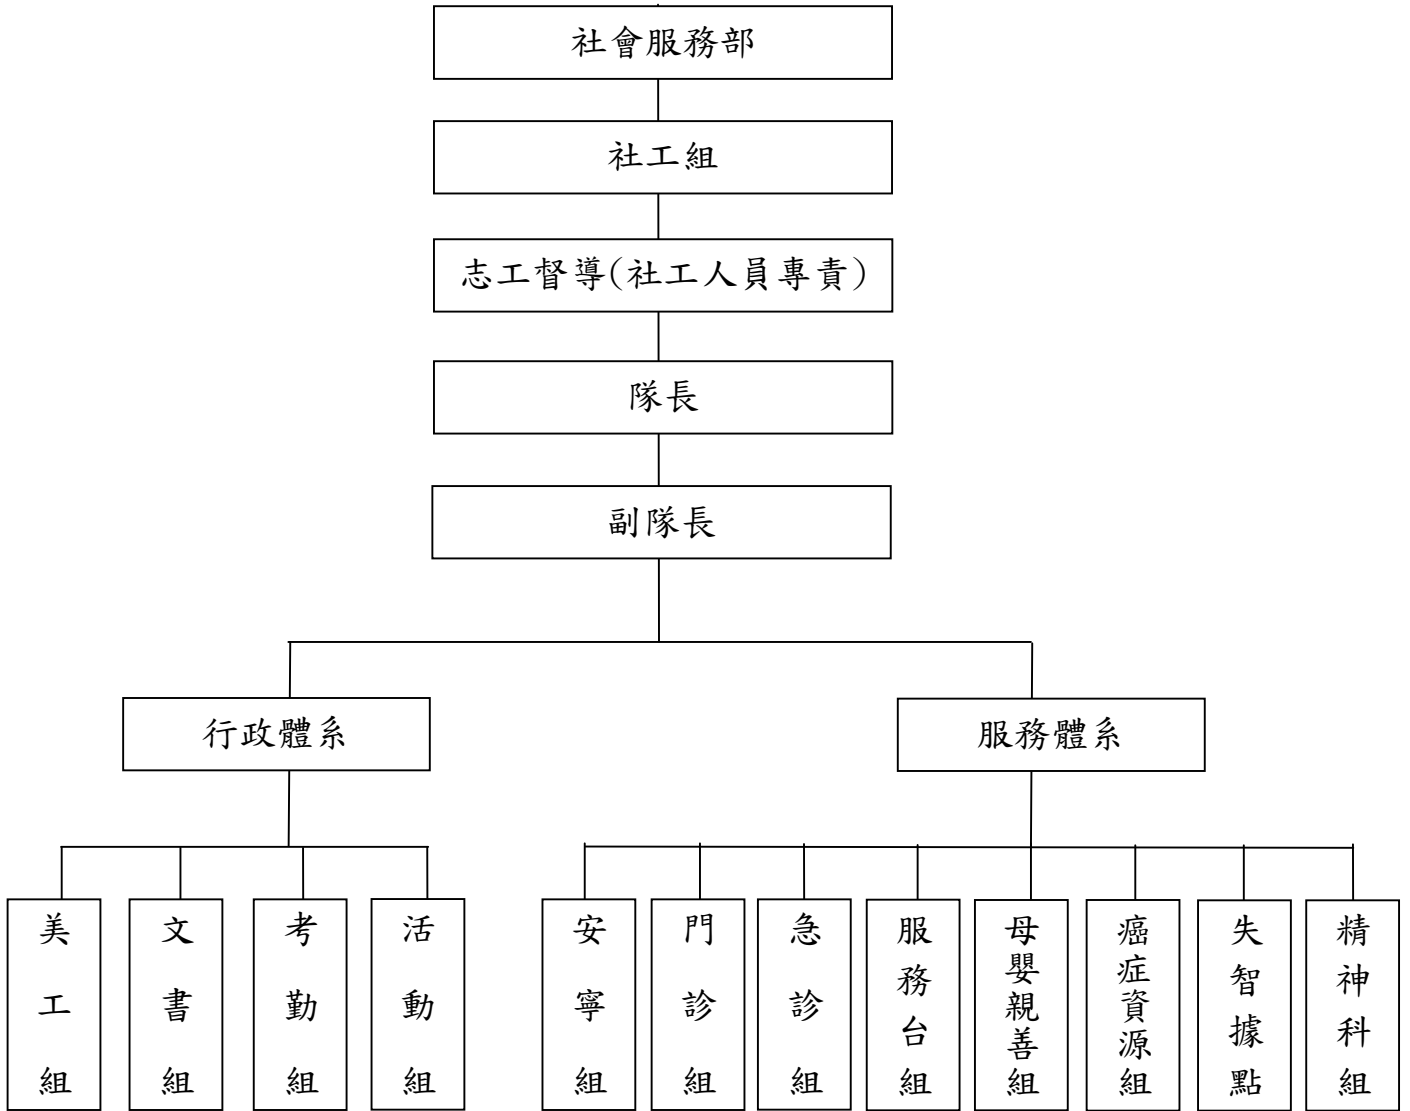 社會服務部
社工組
志工督導(社工人員專責)
隊長
副隊長
行政體系
服務體系
美工組
文書組
考勤組
活動組
安寧組
門診組
急診組
服務台組
母嬰親善組
癌症資源組
失智據點
精神科組